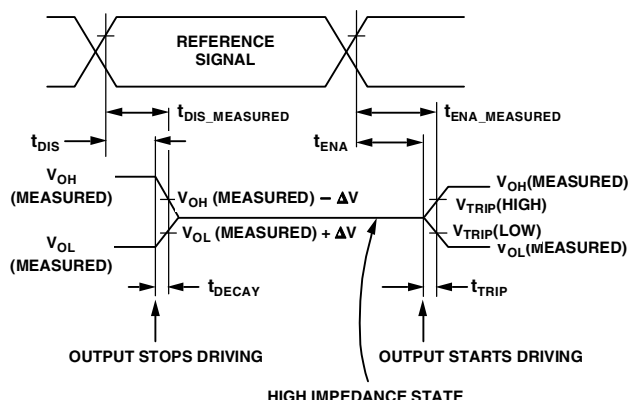 REFERENCE
SIGNAL
tDIS_MEASURED
tENA_MEASURED
tDIS
tENA
VOH
(MEASURED)
VOH (MEASURED) – ΔV
VOH(MEASURED)
VTRIP(HIGH)
VOL
(MEASURED)
VOL (MEASURED) + ΔV
VTRIP(LOW)
VOL(MEASURED)
tDECAY
tTRIP
OUTPUT STOPS DRIVING
OUTPUT STARTS DRIVING
HIGH IMPEDANCE STATE